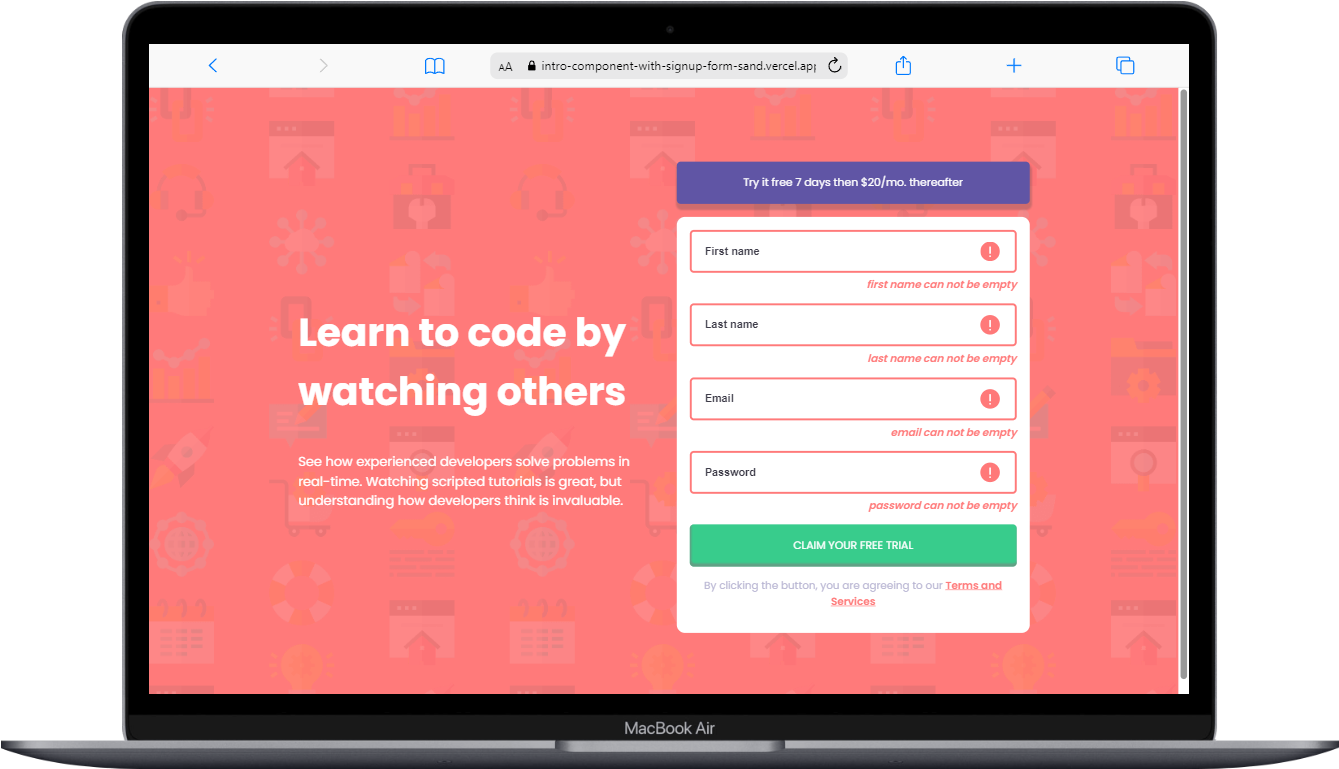 AA intro-component-with-signup-form-sand.vercel.app
Try it free 7 days then $20/mo. thereafter
First name
first name can not be empty
Last name
last name can not be empty
Email
email can not be empty
Password
password can not be empty
CLAIM YOUR FREE TRIAL
By clicking the button, you are agreeing to our Terms and
Services
Learn to code by
watching others
See how experienced developers solve problems in
real-time. Watching scripted tutorials is great, but
understanding how developers think is invaluable.
MacBook Air